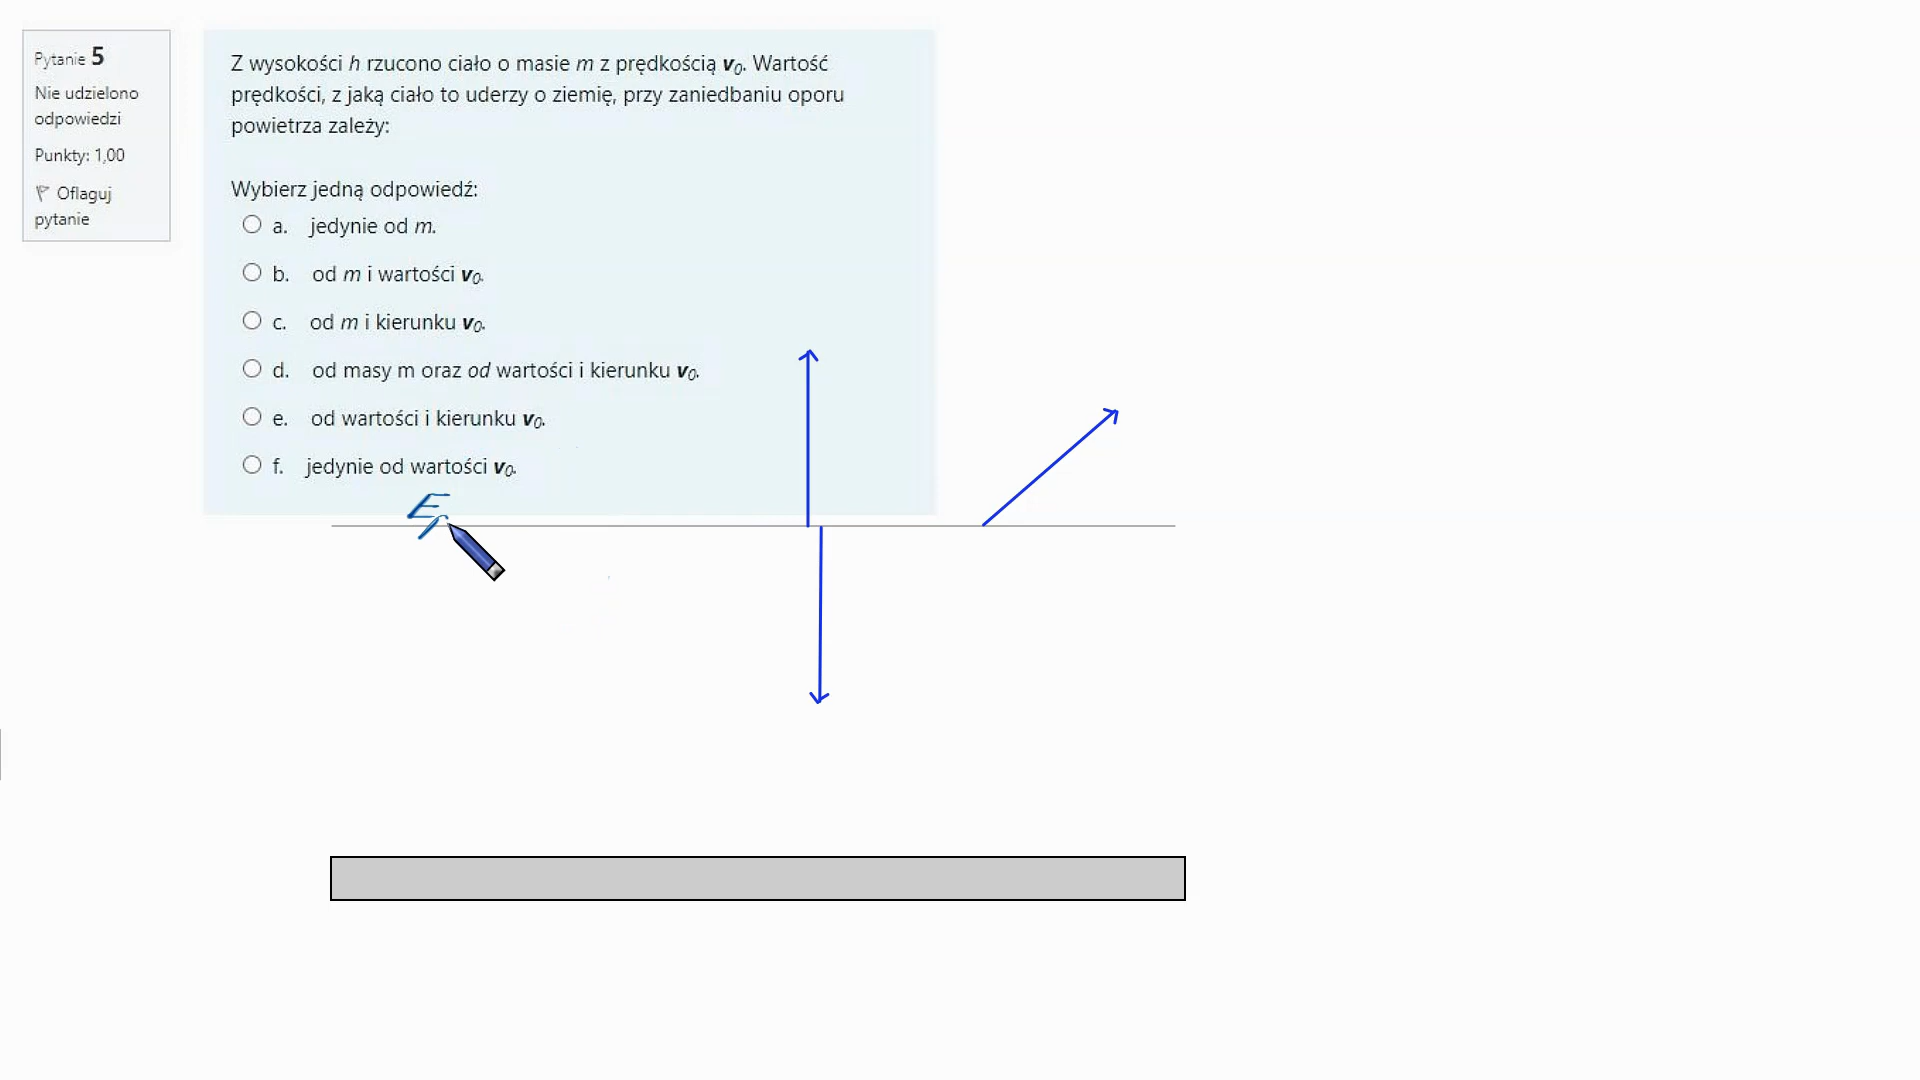 Pytanie 5
Nie udzielono
odpowiedzi
Punkty: 1,00
Oflaguj
pytanie
Z wysokości h rzucono ciało o masie m z prędkością v0. Wartość
prędkości, z jaką ciało to uderzy o ziemię, przy zaniedbaniu oporu
powietrza zależy:
Wybierz jedną odpowiedź:
a. jedynie od m.
b. od m i wartości v0.
c. od m i kierunku v0.
d. od masy m oraz od wartości i kierunku v0.
e. od wartości i kierunku v0.
f. jedynie od wartości v0.
E